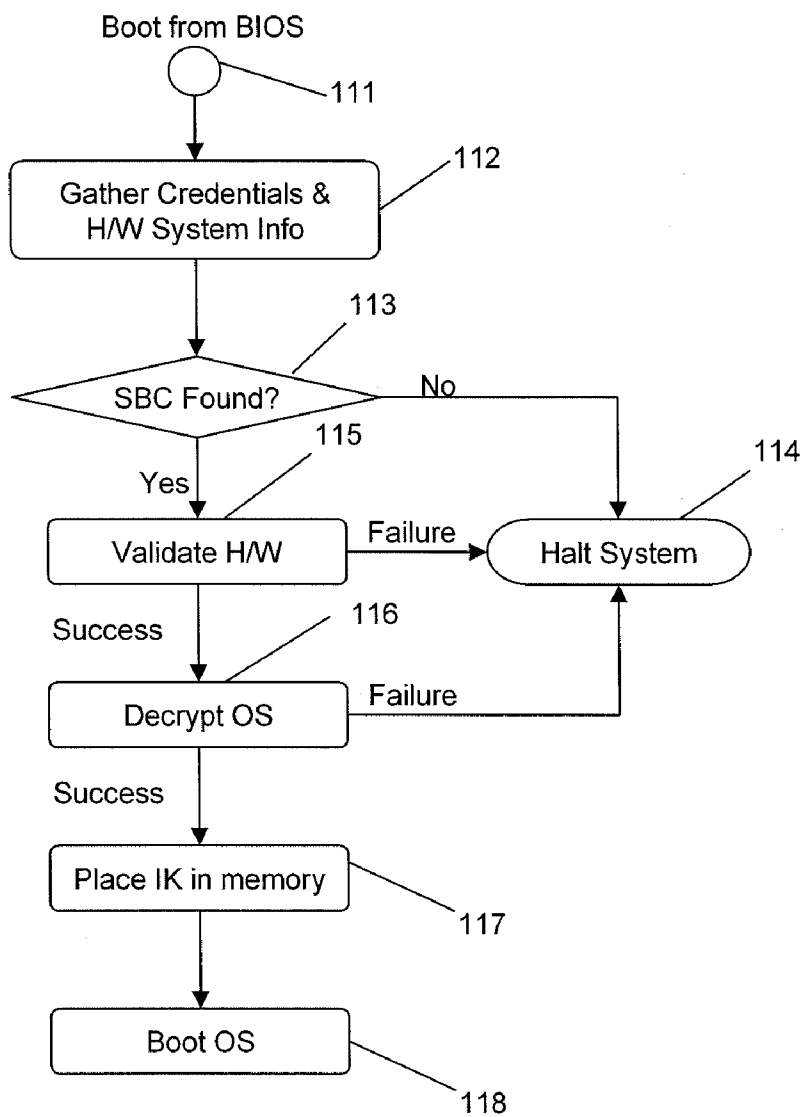 Boot from BIOS
111
112
Gather Credentials &
H/W System Info
113
SBC Found?
No
115
114
Yes
Validate H/W
Failure
Halt System
Success
116
Decrypt OS
Failure
Success
Place IK in memory
117
Boot OS
118